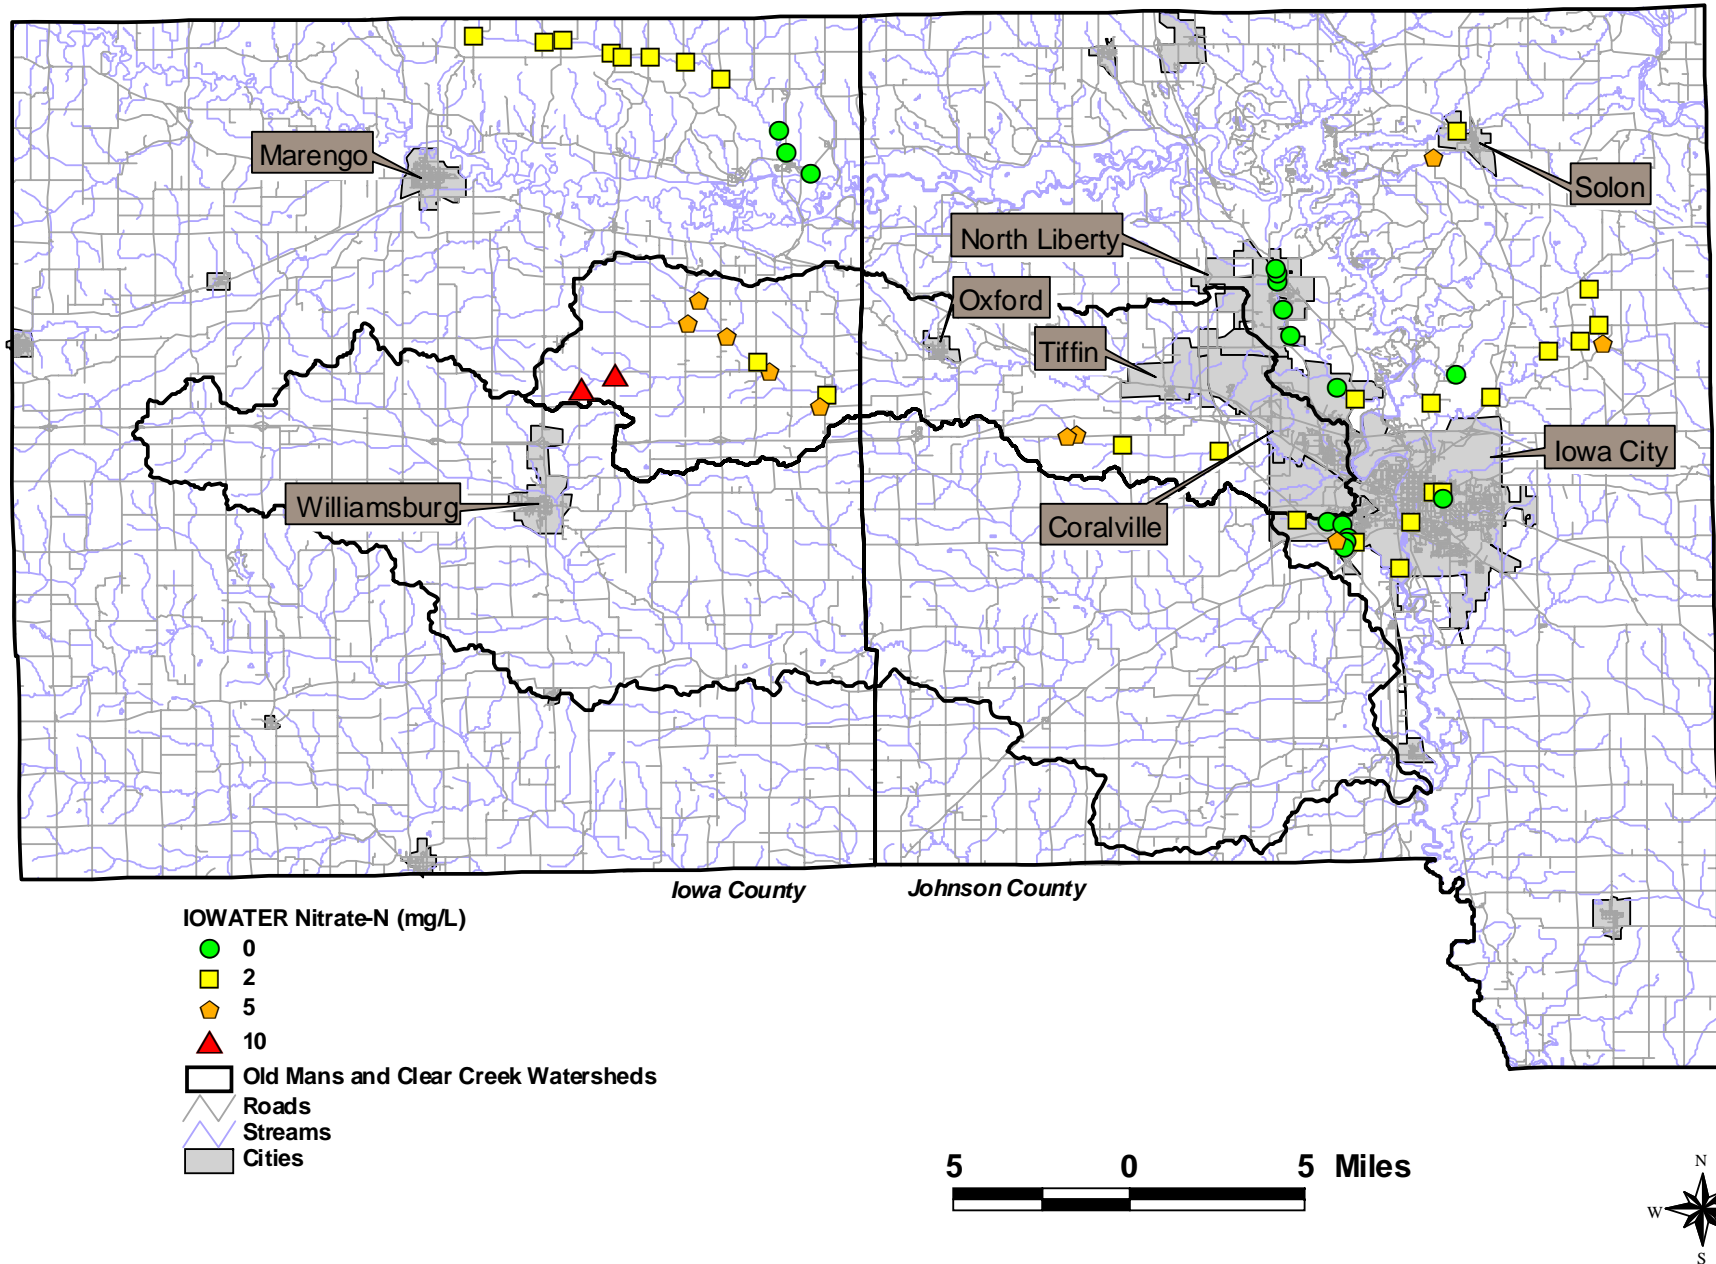 Marengo
Solon
North Liberty
Oxford
Tiffin
Iowa City
Williamsburg
Coralville
Iowa County
Johnson County
IOWATER Nitrate-N (mg/L)
0
2
5
10
Old Mans and Clear Creek Watersheds
Roads
Streams
Cities
5 0 5 Miles
N
W
S